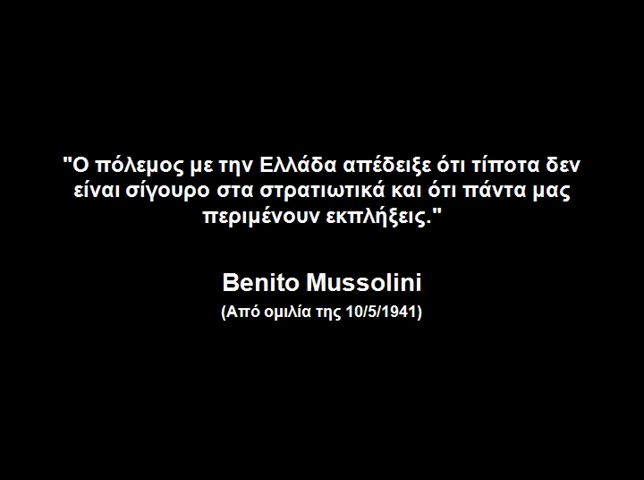 "Ο πόλεμος με την Ελλάδα απέδειξε ότι τίποτα δεν
είναι σίγουρο στα στρατιωτικά και ότι πάντα μας
περιμένουν εκπλήξεις."
Benito Mussolini
(Από ομιλία της 10/5/1941)